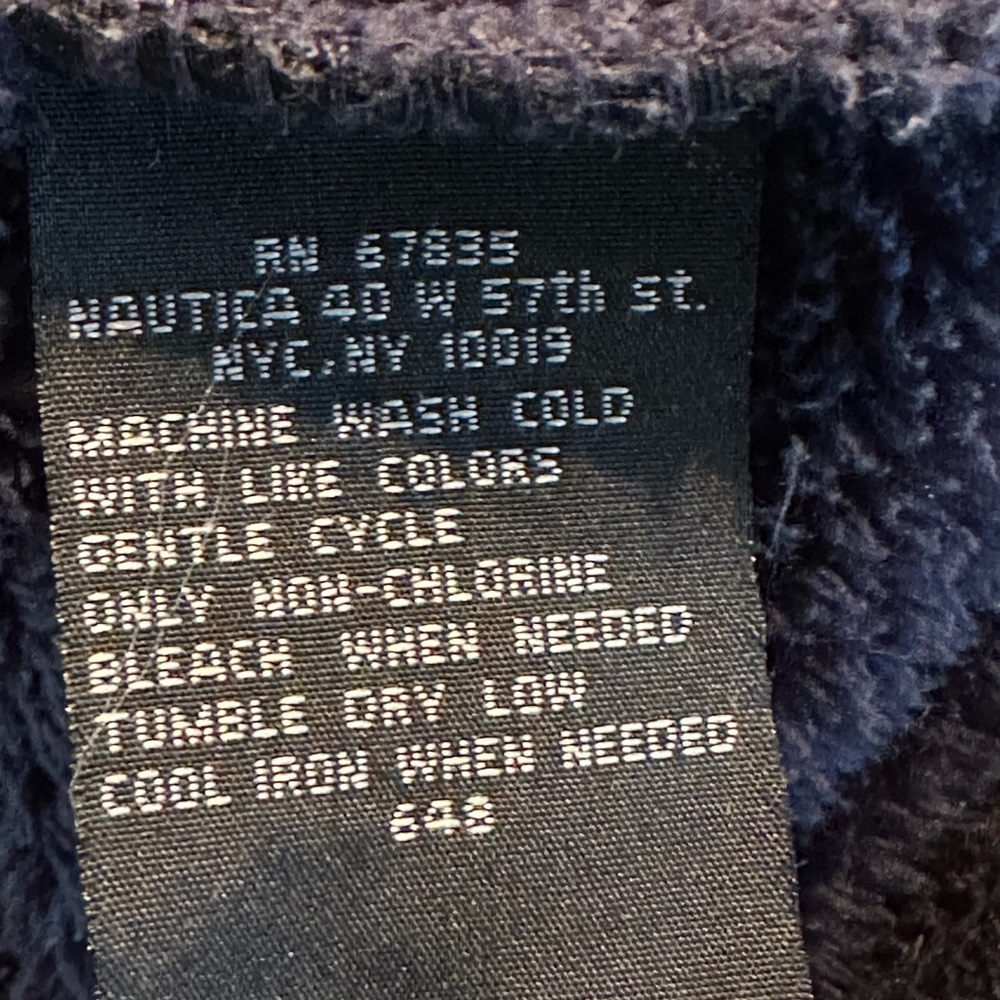 RN 67835
NAUTICA 40 W 57th st.
NYC, NY 10019
MACHINE WASH COLD
WITH LIKE COLORS
GENTLE CYCLE
ONLY NON-CHLORINE
BLEACH WHEN NEEDED
TUMBLE DRY LOW
COOL IRON WHEN NEEDED
648